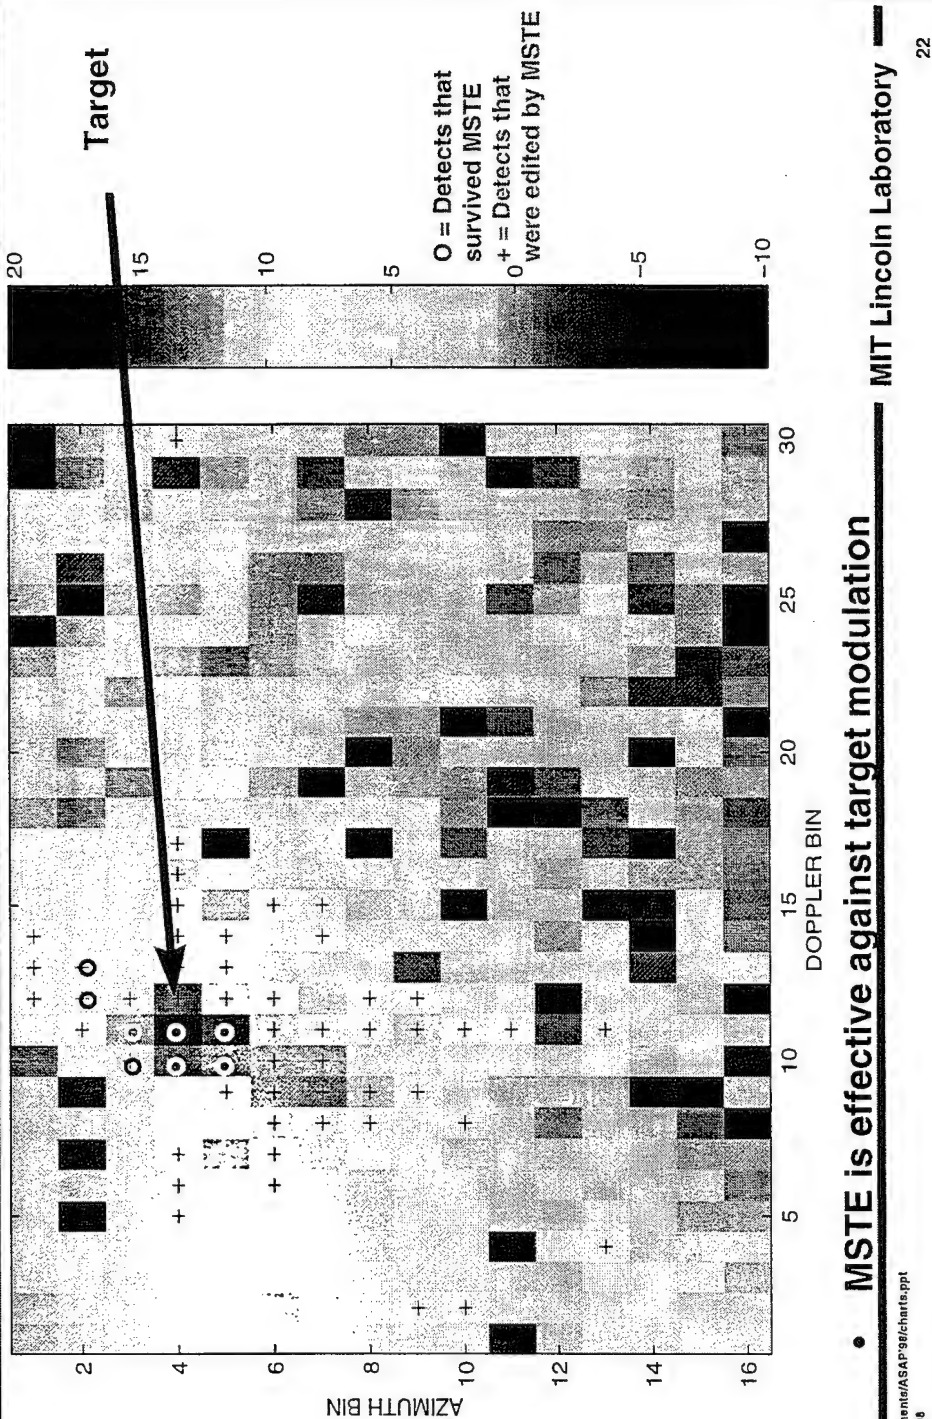 Target
20
15
10
5
0
−5
−10
O = Detects that
survived MSTE
+ = Detects that
were edited by MSTE
AZIMUTH BIN
2
4
6
8
10
12
14
16
5
10
15
20
25
30
DOPPLER BIN
• MSTE is effective against target modulation
MIT Lincoln Laboratory
ents/ASAP'98/charts.ppt
22